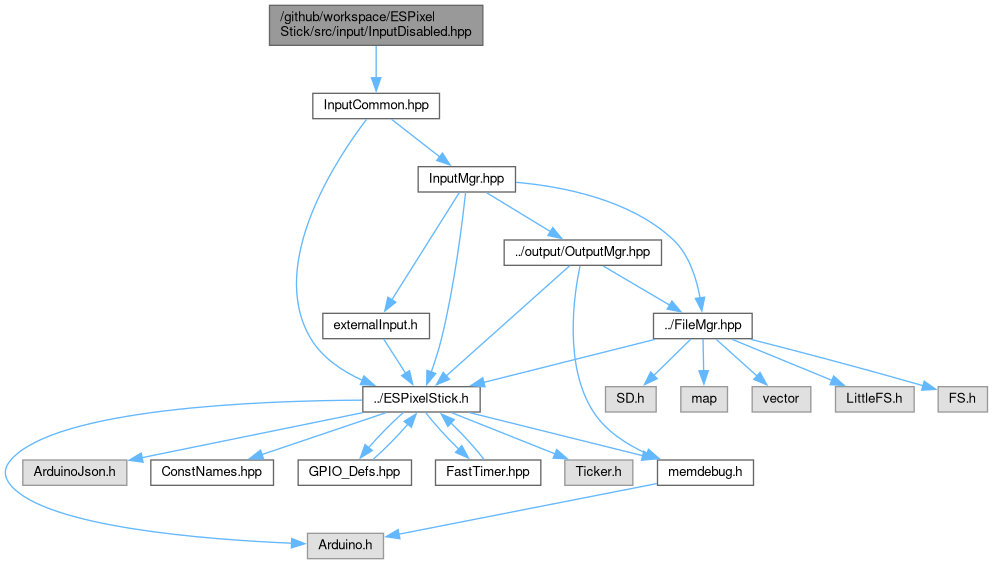 /github/workspace/ESPixel
Stick/src/input/InputDisabled.hpp
InputCommon.hpp
InputMgr.hpp
../output/OutputMgr.hpp
externalInput.h
../FileMgr.hpp
../ESPixelStick.h
SD.h
map
vector
LittleFS.h
FS.h
ArduinoJson.h
ConstNames.hpp
GPIO_Defs.hpp
FastTimer.hpp
Ticker.h
memdebug.h
Arduino.h